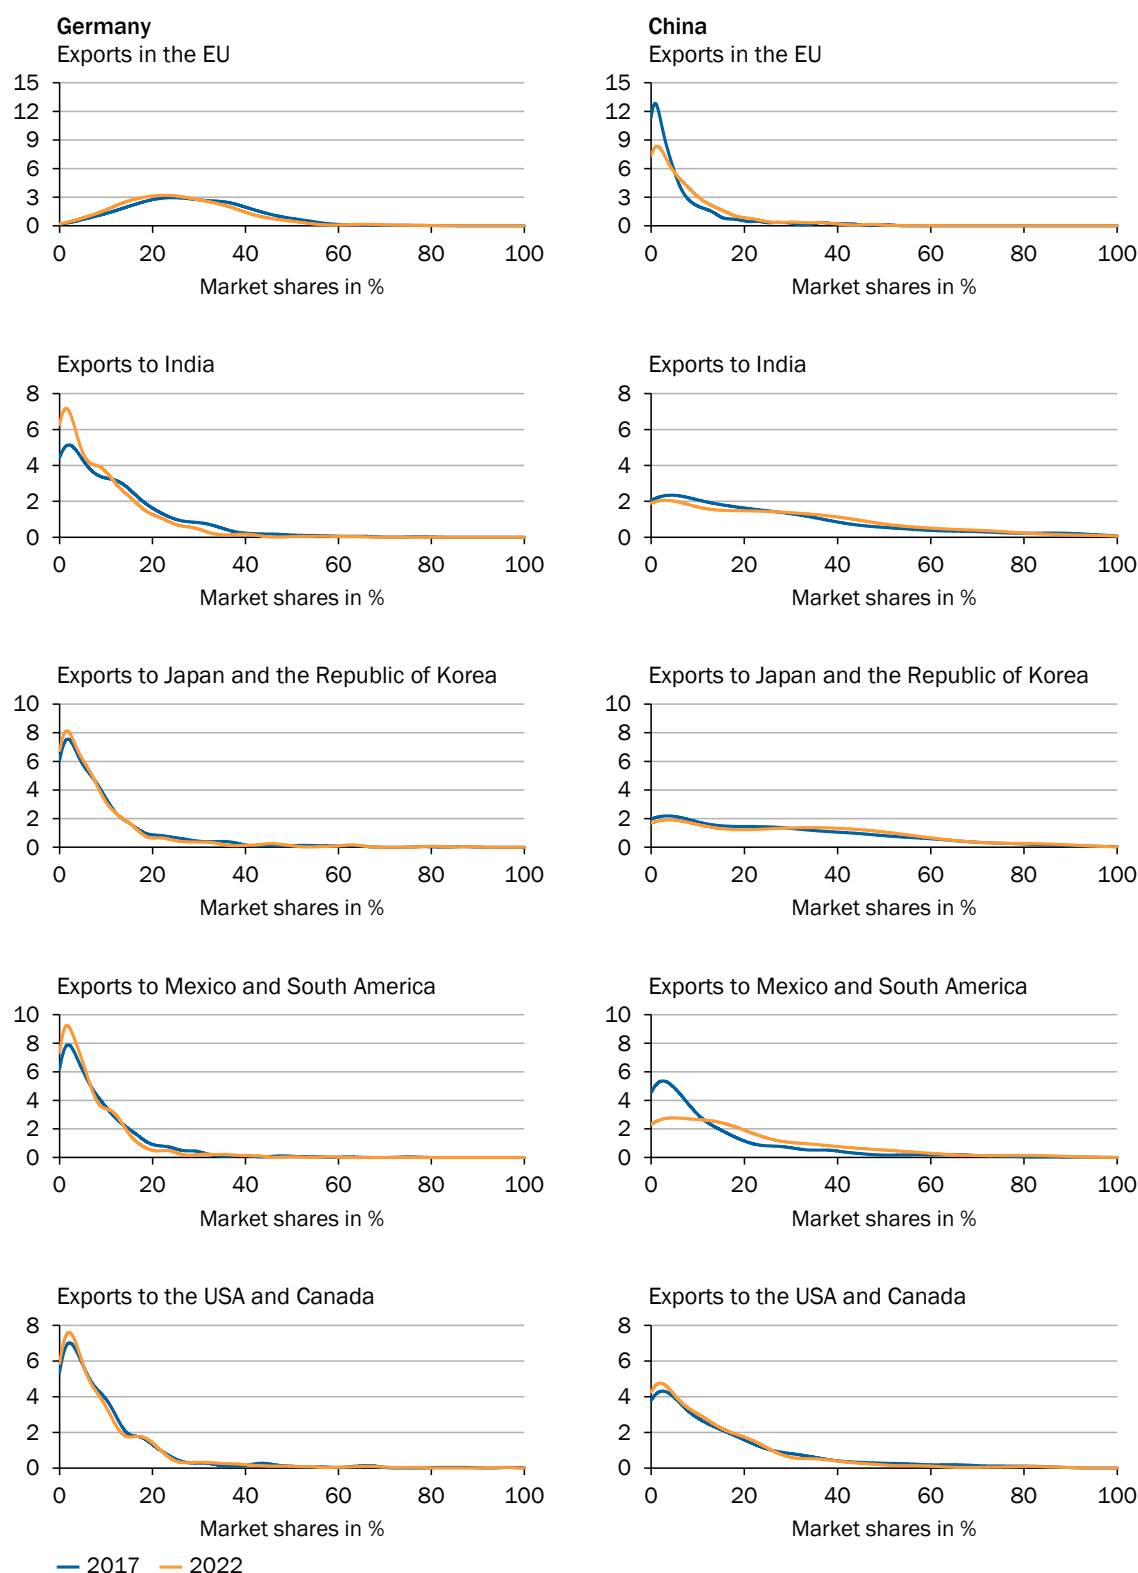 Germany
Exports in the EU
15
12
9
6
3
0
0 20 40 60 80 100
Market shares in %
China
Exports in the EU
15
12
9
6
3
0
0 20 40 60 80 100
Market shares in %
Exports to India
8
6
4
2
0
0 20 40 60 80 100
Market shares in %
Exports to India
8
6
4
2
0
0 20 40 60 80 100
Market shares in %
Exports to Japan and the Republic of Korea
10
8
6
4
2
0
0 20 40 60 80 100
Market shares in %
Exports to Japan and the Republic of Korea
10
8
6
4
2
0
0 20 40 60 80 100
Market shares in %
Exports to Mexico and South America
10
8
6
4
2
0
0 20 40 60 80 100
Market shares in %
Exports to Mexico and South America
10
8
6
4
2
0
0 20 40 60 80 100
Market shares in %
Exports to the USA and Canada
8
6
4
2
0
0 20 40 60 80 100
Market shares in %
Exports to the USA and Canada
8
6
4
2
0
0 20 40 60 80 100
Market shares in %
2017 2022